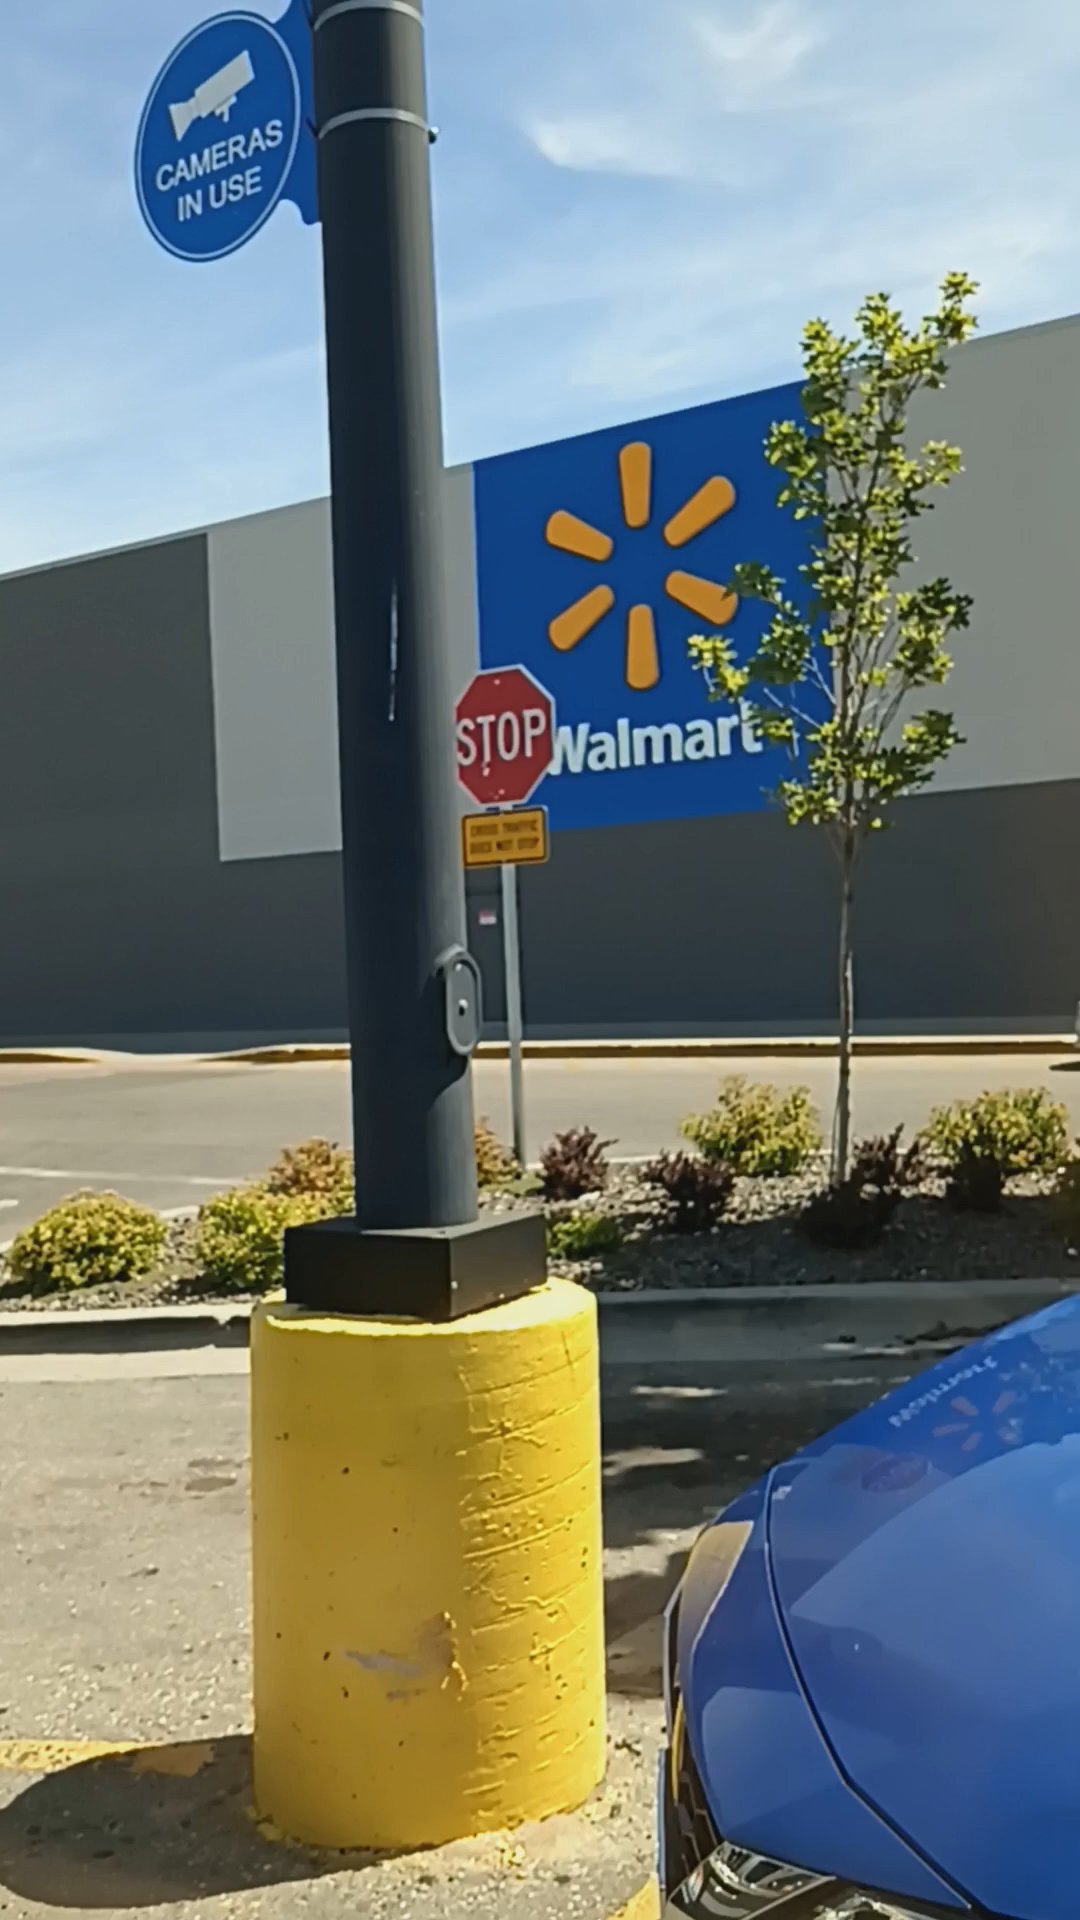 CAMERAS
IN USE
STOP
Walmart
CROSS TRAFFIC
DOES NOT STOP